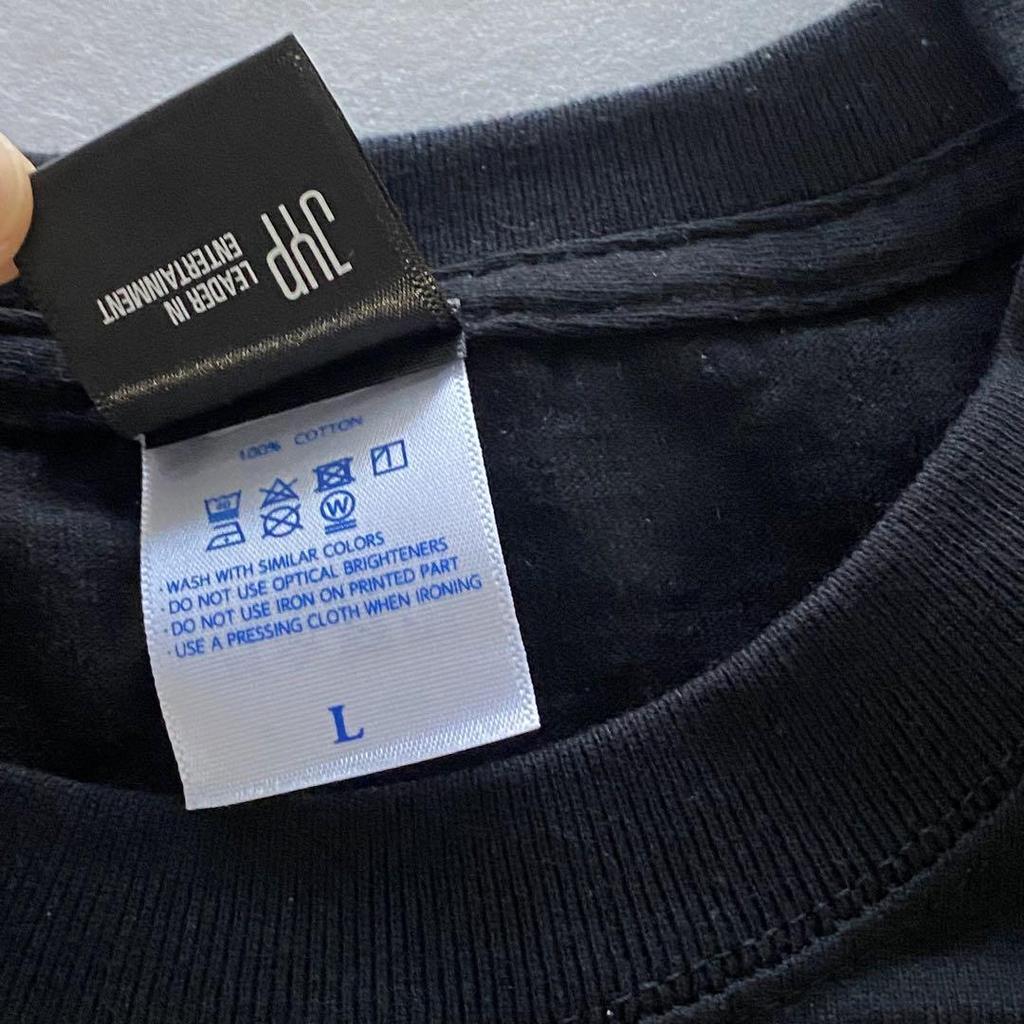 JYP
LEADER IN
ENTERTAINMENT
100% COTTON
W
· WASH WITH SIMILAR COLORS
· DO NOT USE OPTICAL BRIGHTENERS
· DO NOT USE IRON ON PRINTED PART
· USE A PRESSING CLOTH WHEN IRONING
L